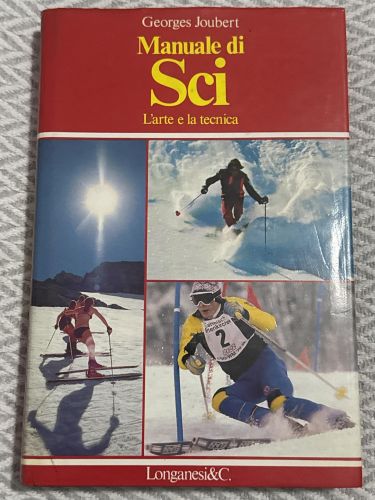 Georges Joubert
Manuale di
Sci
L'arte e la tecnica
2
Longanesi&C.